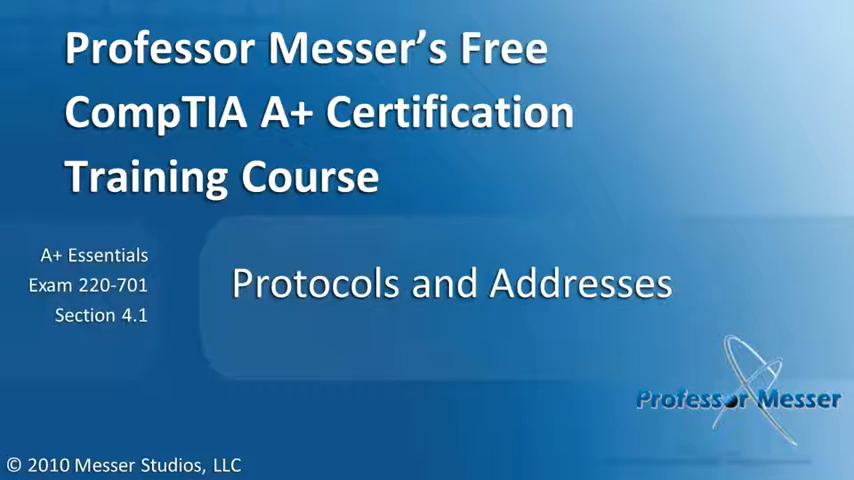 Professor Messer's Free
CompTIA A+ Certification
Training Course
A+ Essentials
Exam 220-701
Section 4.1
Protocols and Addresses
Professor Messer
© 2010 Messer Studios, LLC